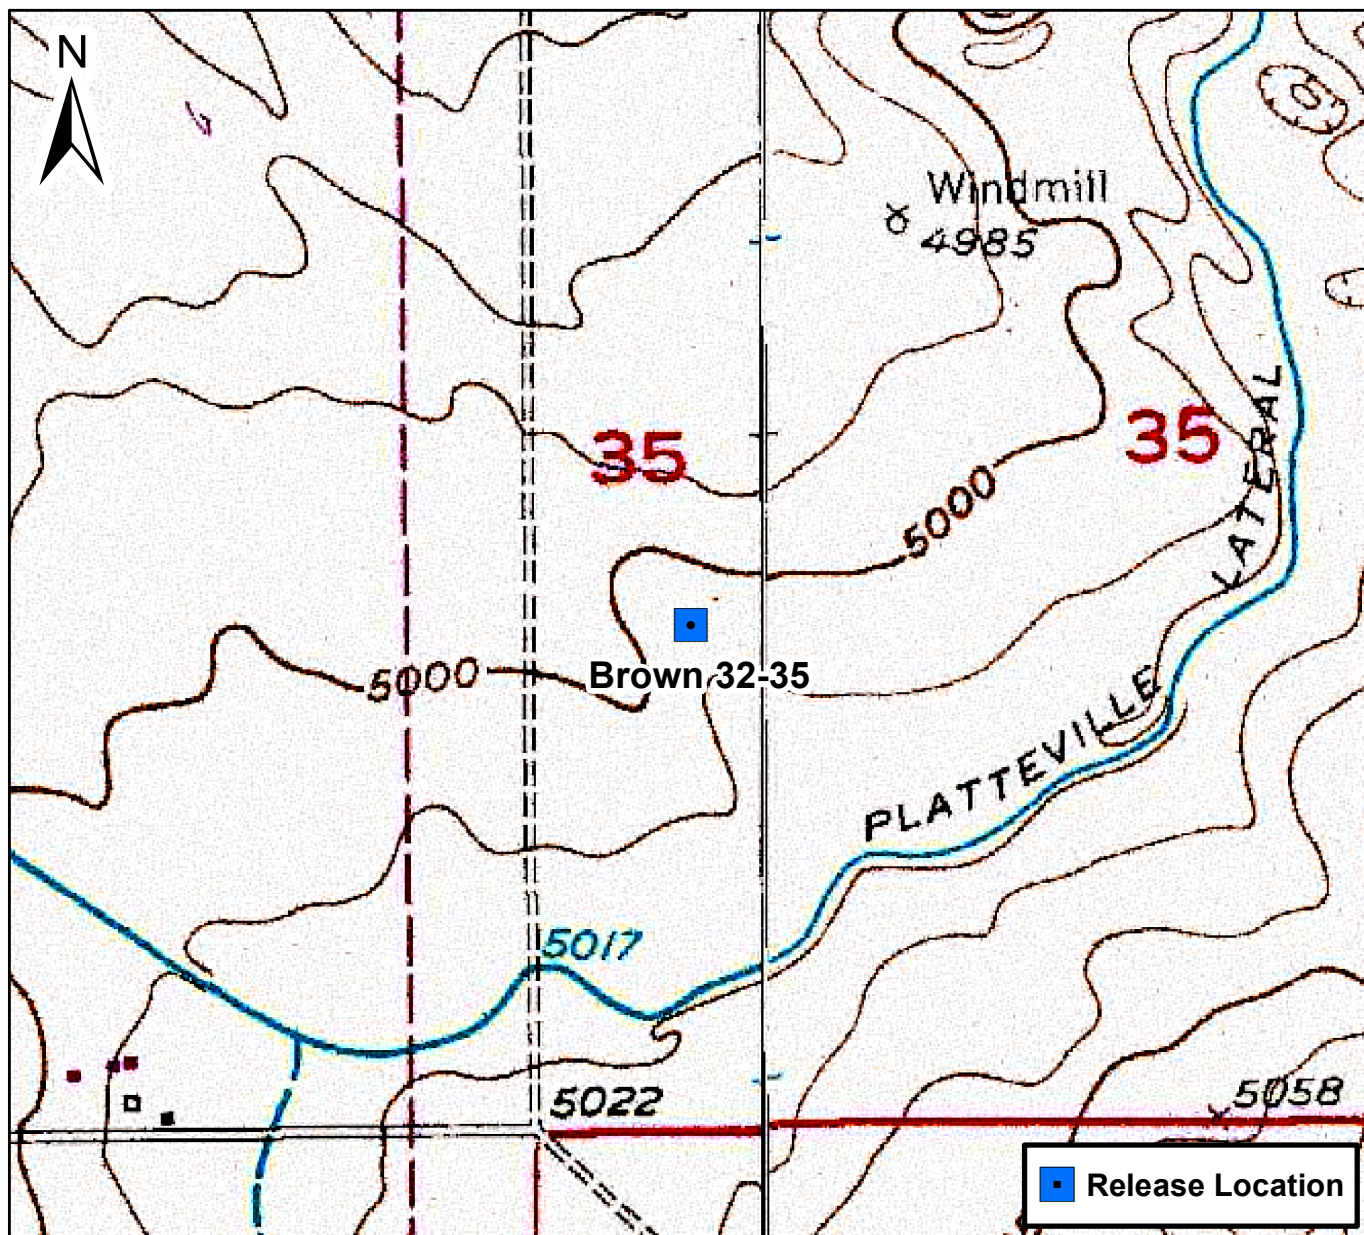 N
Windmill
4985
35
35
5000
LATERAL
5000
Brown 32-35
PLATTEVILLE
5017
5022
5058
Release Location